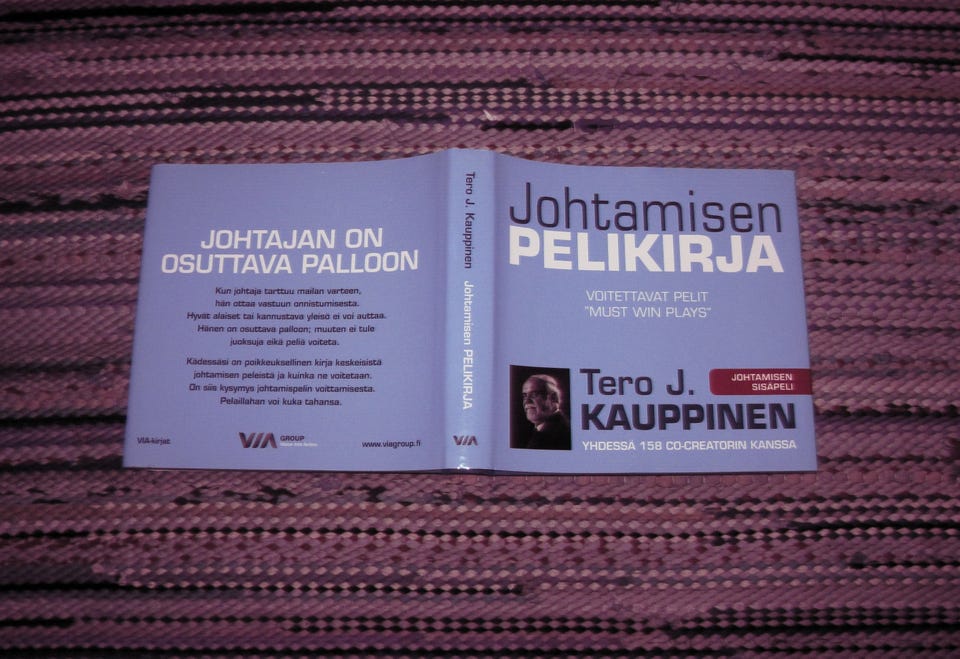 JOHTAJAN ON
OSUTTAVA PALLOON
Kun johtaja tarttuu mailan varteen,
hän ottaa vastuun onnistumisesta.
Hyvät alaiset tai kannustava yleisö ei voi auttaa.
Hänen on osuttava palloon; muuten ei tule
juoksuja eikä peliä voiteta.
Kädessäsi on poikkeuksellinen kirja keskeisistä
johtamisen peleistä ja kuinka ne voitetaan.
On siis kysymys johtamispelin voittamisesta.
Pelaillahan voi kuka tahansa.
VIA-kirjat
VIA GROUP
www.viagroup.fi
Tero J. Kauppinen Johtamisen PELIKIRJA
VIA
Johtamisen
PELIKIRJA
VOITETTAVAT PELIT
"MUST WIN PLAYS"
JOHTAMISEN
SISÄPELI
Tero J.
KAUPPINEN
YHDESSÄ 158 CO-CREATORIN KANSSA